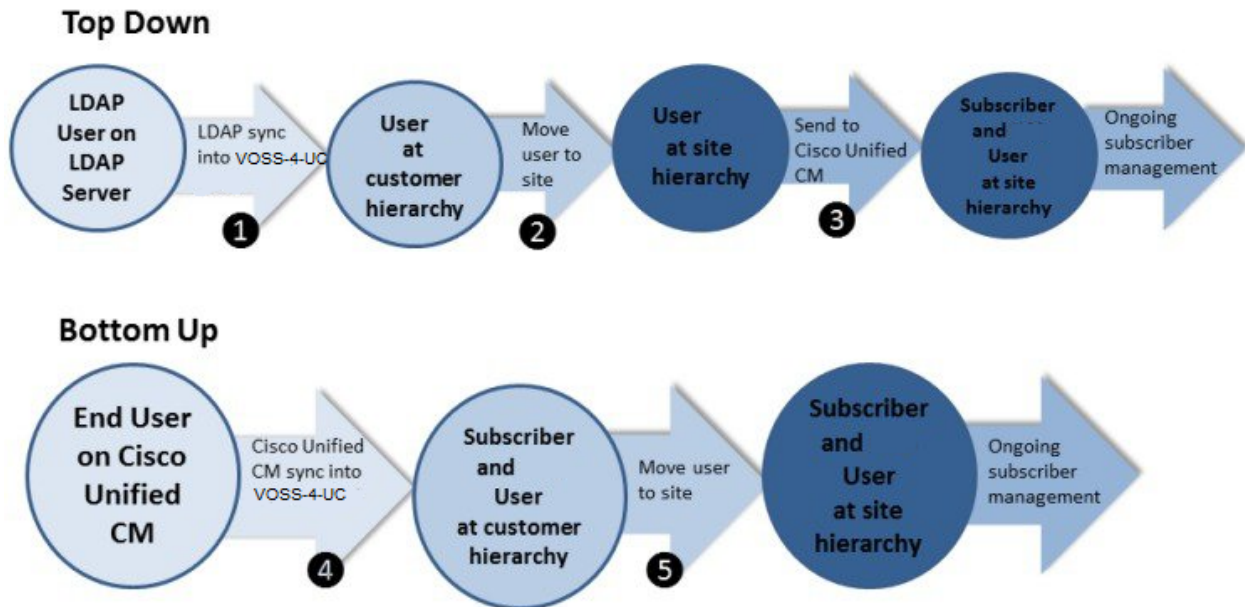 Top Down
LDAP
User on
LDAP
Server
LDAP sync
into VOSS-4-UC
1
User
at
customer
hierarchy
Move
user to
site
2
User
at site
hierarchy
Send to
Cisco Unified
CM
3
Subscriber
and
User
at site
hierarchy
Ongoing
subscriber
management
Bottom Up
End User
on Cisco
Unified
CM
Cisco Unified
CM sync into
VOSS-4-UC
4
Subscriber
and
User
at customer
hierarchy
Move user
to site
5
Subscriber
and
User
at site
hierarchy
Ongoing
subscriber
management